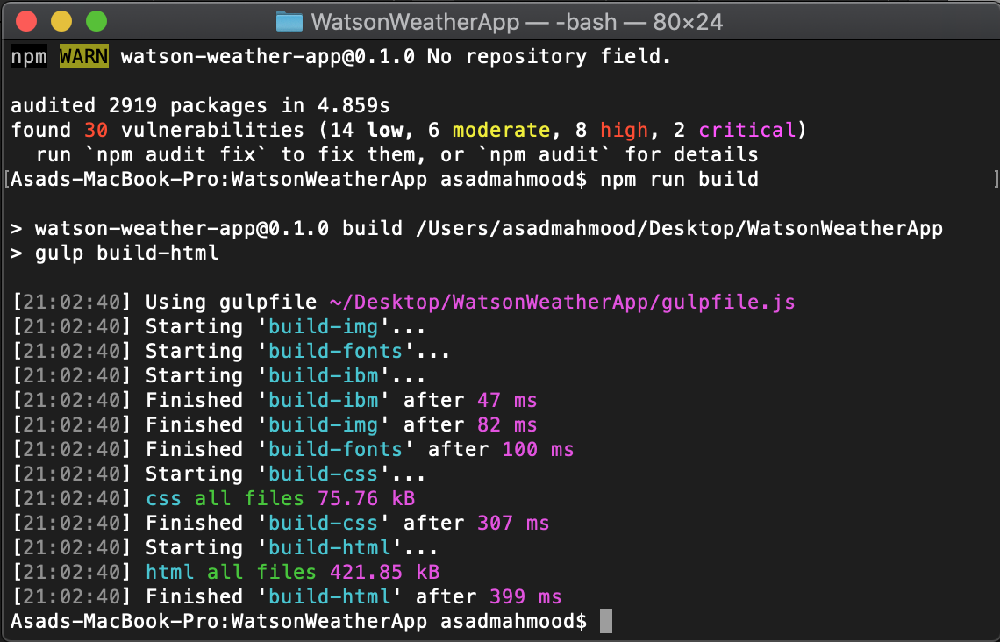 WatsonWeatherApp — -bash — 80×24
npm WARN watson-weather-app@0.1.0 No repository field.
audited 2919 packages in 4.859s
found 30 vulnerabilities (14 low, 6 moderate, 8 high, 2 critical)
  run `npm audit fix` to fix them, or `npm audit` for details
[Asads-MacBook-Pro:WatsonWeatherApp asadmahmood$ npm run build ]
> watson-weather-app@0.1.0 build /Users/asadmahmood/Desktop/WatsonWeatherApp
> gulp build-html
[21:02:40] Using gulpfile ~/Desktop/WatsonWeatherApp/gulpfile.js
[21:02:40] Starting 'build-img'...
[21:02:40] Starting 'build-fonts'...
[21:02:40] Starting 'build-ibm'...
[21:02:40] Finished 'build-ibm' after 47 ms
[21:02:40] Finished 'build-img' after 82 ms
[21:02:40] Finished 'build-fonts' after 100 ms
[21:02:40] Starting 'build-css'...
[21:02:40] css all files 75.76 kB
[21:02:40] Finished 'build-css' after 307 ms
[21:02:40] Starting 'build-html'...
[21:02:40] html all files 421.85 kB
[21:02:40] Finished 'build-html' after 399 ms
Asads-MacBook-Pro:WatsonWeatherApp asadmahmood$